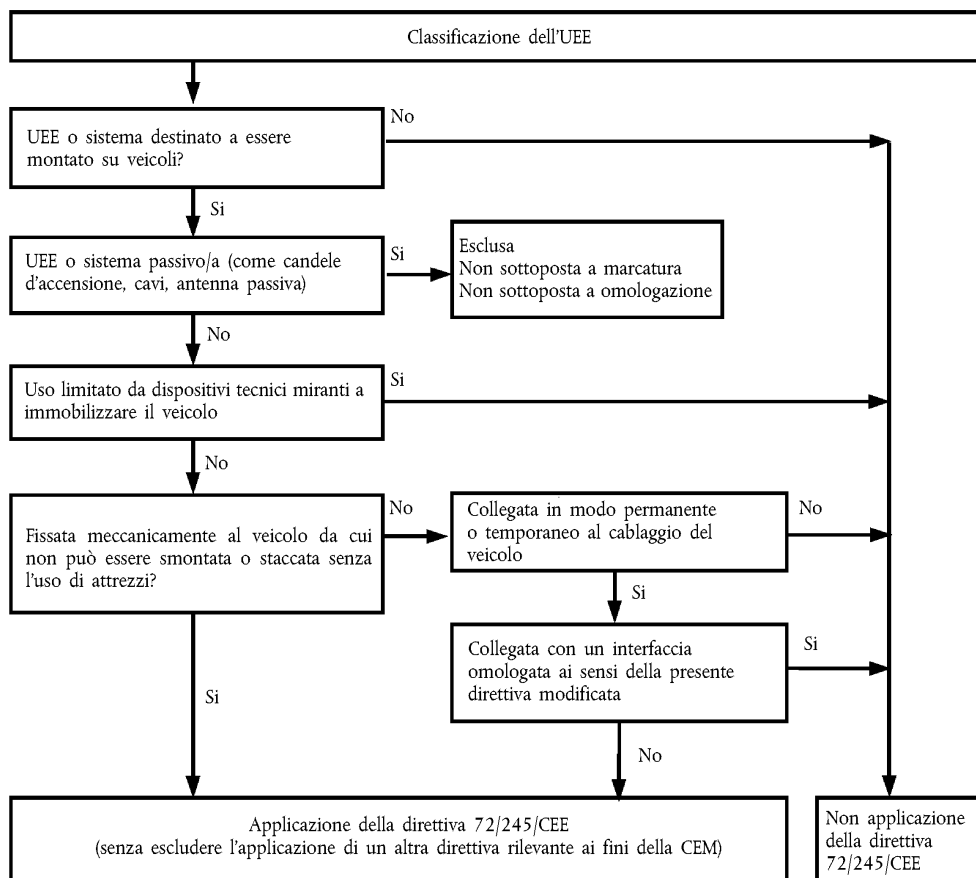 Classificazione dell'UEE
UEE o sistema destinato a essere
montato su veicoli?
No
Si
UEE o sistema passivo/a (come candele
d'accensione, cavi, antenna passiva)
Si
Esclusa
Non sottoposta a marcatura
Non sottoposta a omologazione
No
Uso limitato da dispositivi tecnici miranti a
immobilizzare il veicolo
Si
No
Fissata meccanicamente al veicolo da cui
non può essere smontata o staccata senza
l'uso di attrezzi?
No
Collegata in modo permanente
o temporaneo al cablaggio del
veicolo
No
Si
Collegata con un interfaccia
omologata ai sensi della presente
direttiva modificata
Si
Si
No
Applicazione della direttiva 72/245/CEE
(senza escludere l'applicazione di un altra direttiva rilevante ai fini della CEM)
Non applicazione
della direttiva
72/245/CEE